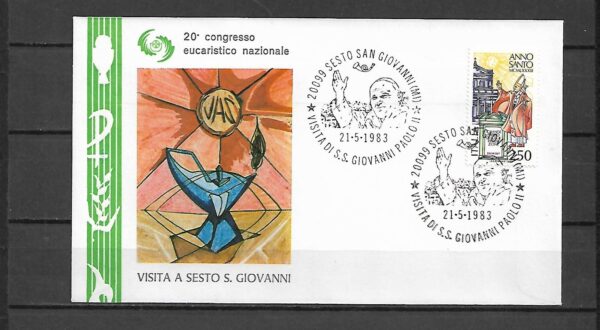 20° congresso
eucaristico nazionale
VAS
VISITA A SESTO S. GIOVANNI
★ 20099 SESTO SAN GIOVANNI (MI) ★
VISITA DI S.S. GIOVANNI PAOLO II
21-5-1983
ANNO
SANTO
250
★ 20099 SESTO SAN GIOV (MI) ★
VISITA DI S.S. GIOVANNI PAOLO II
21-5-1983